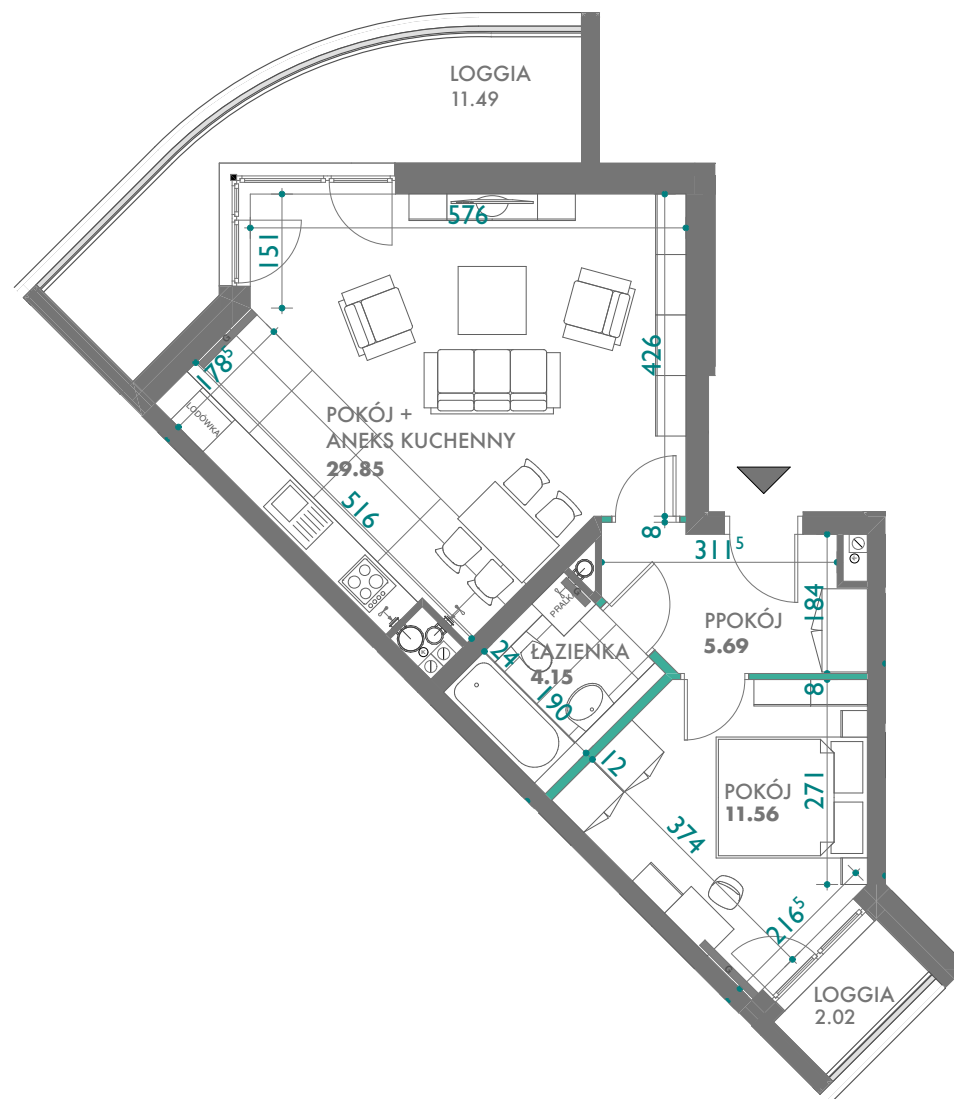 LOGGIA
11.49
576
151
426
178⁵
LODÓWKA
POKÓJ +
ANEKS KUCHENNY
29.85
516
8
311⁵
184
PRALKA
PPOKÓJ
5.69
ŁAZIENKA
4.15
24
190
8
12
POKÓJ
11.56
271
374
216⁵
LOGGIA
2.02